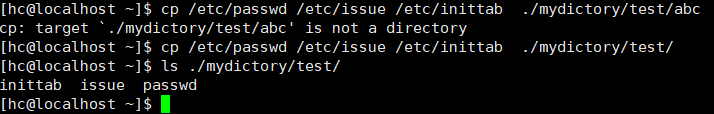 [hc@localhost ~]$ cp /etc/passwd /etc/issue /etc/inittab  ./mydictory/test/abc
cp: target `./mydictory/test/abc' is not a directory
[hc@localhost ~]$ cp /etc/passwd /etc/issue /etc/inittab  ./mydictory/test/
[hc@localhost ~]$ ls ./mydictory/test/
inittab  issue  passwd
[hc@localhost ~]$